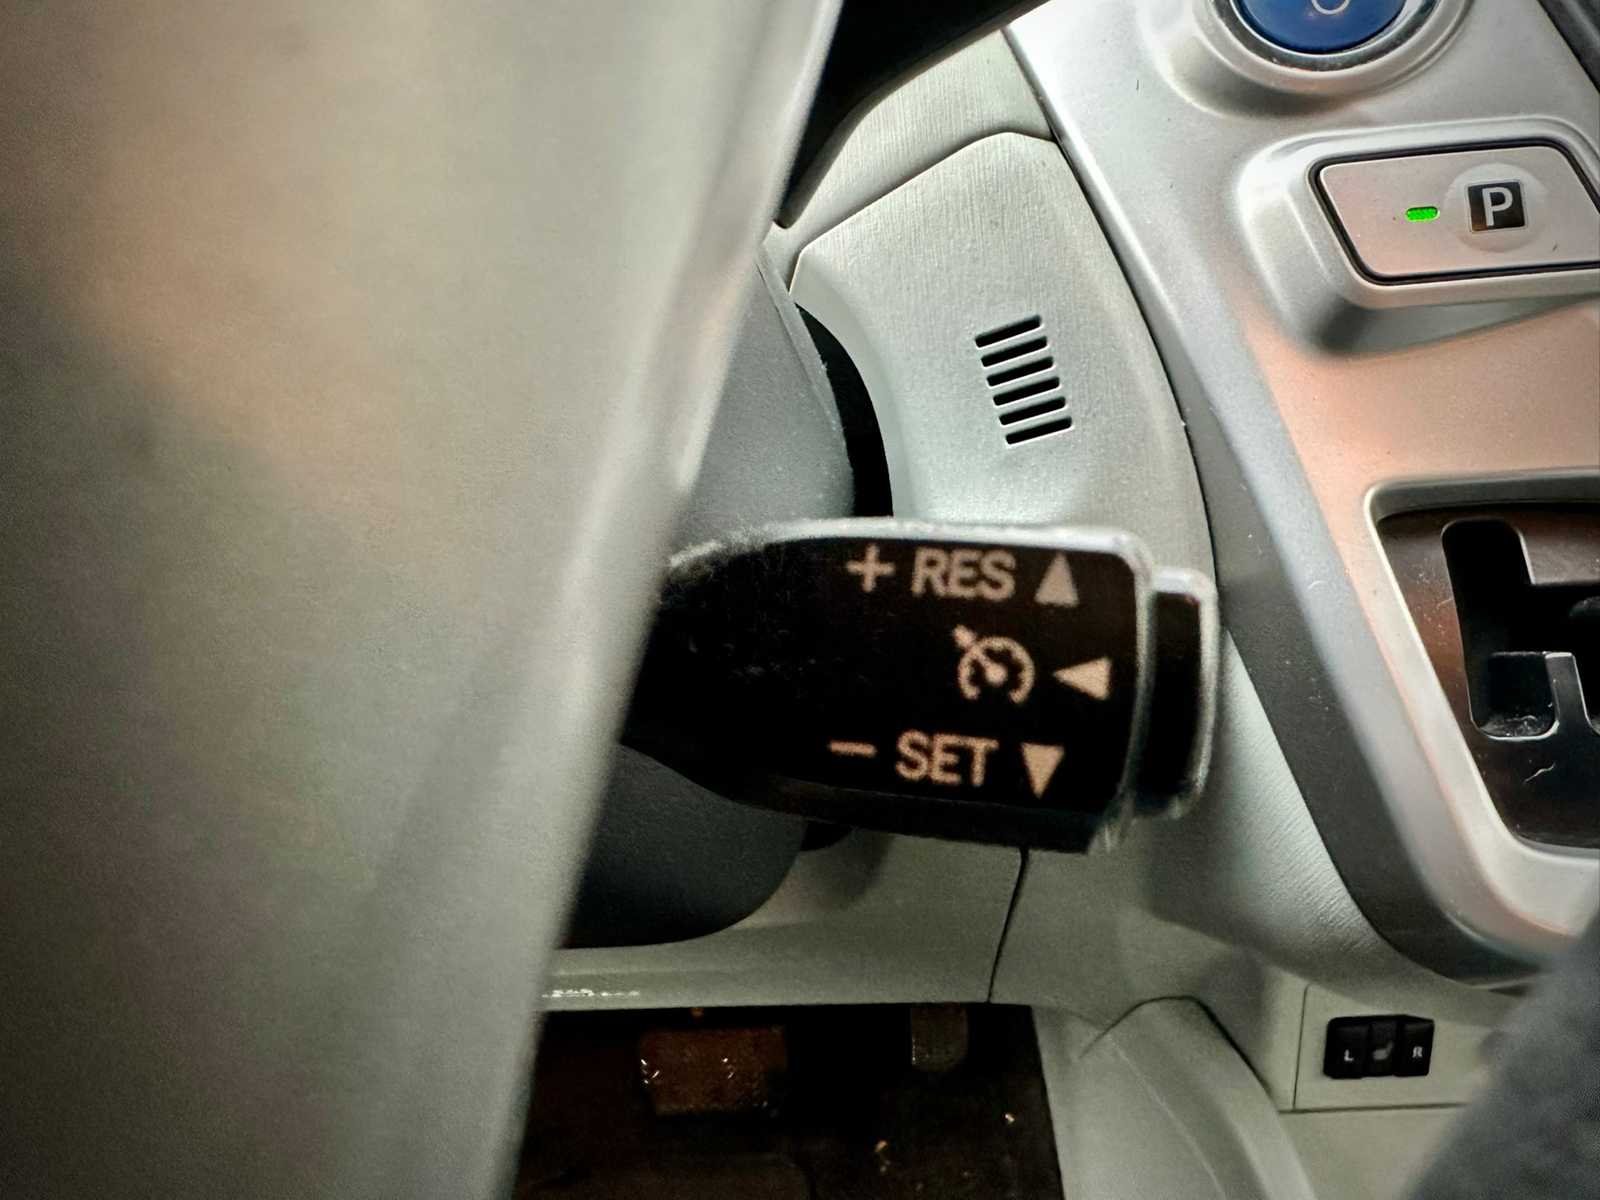 P
+ RES ▲
◄
− SET ▼
L R